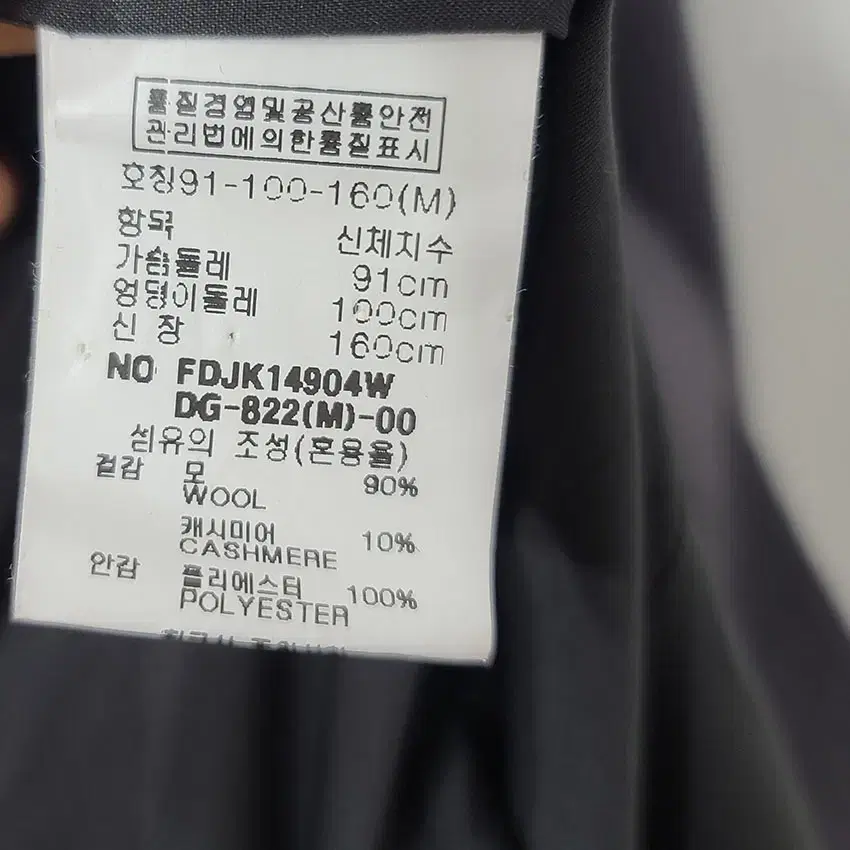 품질경영및공산품안전
관리법에의한품질표시
호칭91-100-160(M)
항목 신체치수
가슴둘레 91cm
엉덩이둘레 100cm
신 장 160cm
NO FDJK14904W
DG-822(M)-00
섬유의 조성(혼용율)
겉감 모 90%
WOOL
캐시미어 10%
CASHMERE
안감 폴리에스터 100%
POLYESTER